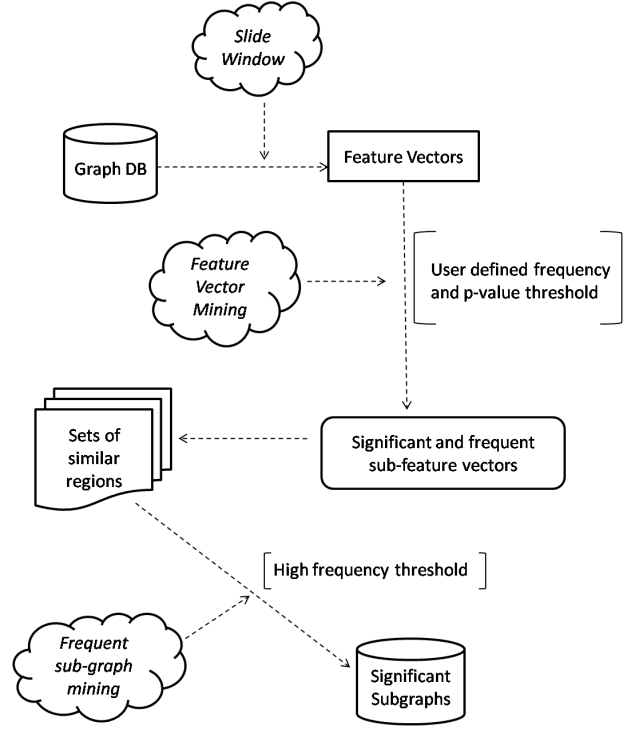 Slide
Window
Graph DB
Feature Vectors
Feature
Vector
Mining
User defined frequency
and p-value threshold
Sets of
similar
regions
Significant and frequent
sub-feature vectors
High frequency threshold
Frequent
sub-graph
mining
Significant
Subgraphs